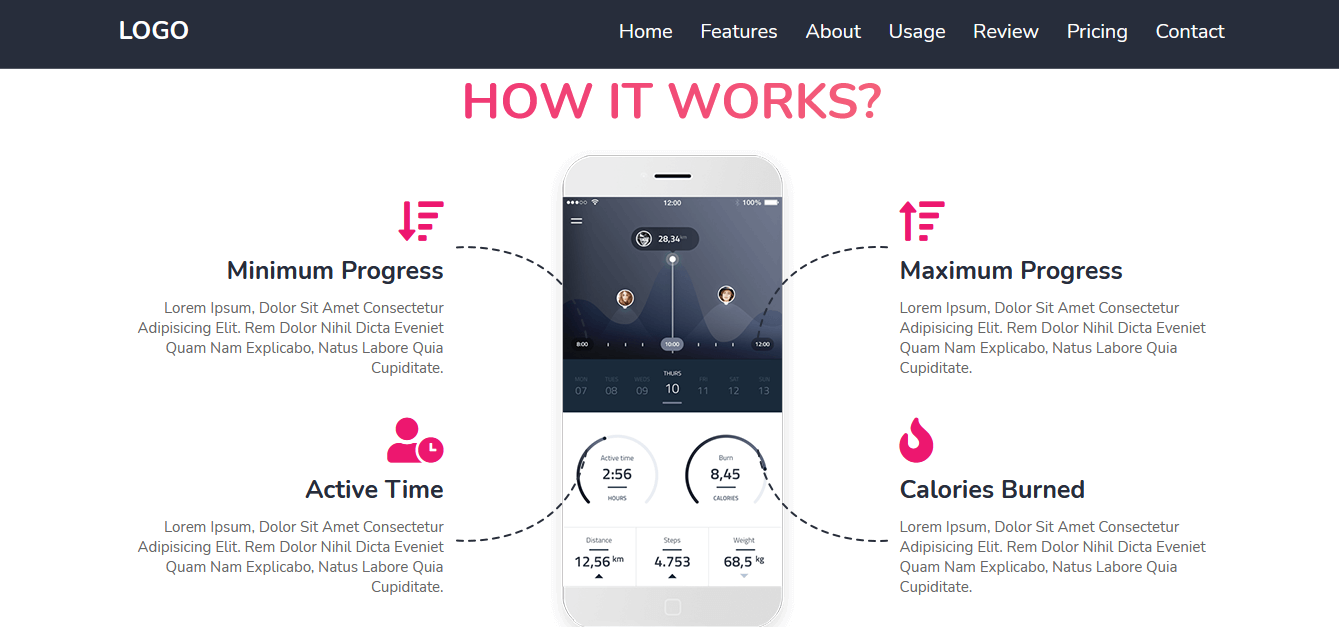 LOGO
Home Features About Usage Review Pricing Contact
HOW IT WORKS?
Minimum Progress
Lorem Ipsum, Dolor Sit Amet Consectetur
Adipisicing Elit. Rem Dolor Nihil Dicta Eveniet
Quam Nam Explicabo, Natus Labore Quia
Cupiditate.
Active Time
Lorem Ipsum, Dolor Sit Amet Consectetur
Adipisicing Elit. Rem Dolor Nihil Dicta Eveniet
Quam Nam Explicabo, Natus Labore Quia
Cupiditate.
12:00
100%
28,34
8:00
10:00
12:00
THURS
MON TUES WEDS FRI SAT SUN
07 08 09 10 11 12 13
Active time
2:56
HOURS
Burn
8,45
CALORIES
Distance
12,56 km
Steps
4.753
Weight
68,5 kg
Maximum Progress
Lorem Ipsum, Dolor Sit Amet Consectetur
Adipisicing Elit. Rem Dolor Nihil Dicta Eveniet
Quam Nam Explicabo, Natus Labore Quia
Cupiditate.
Calories Burned
Lorem Ipsum, Dolor Sit Amet Consectetur
Adipisicing Elit. Rem Dolor Nihil Dicta Eveniet
Quam Nam Explicabo, Natus Labore Quia
Cupiditate.